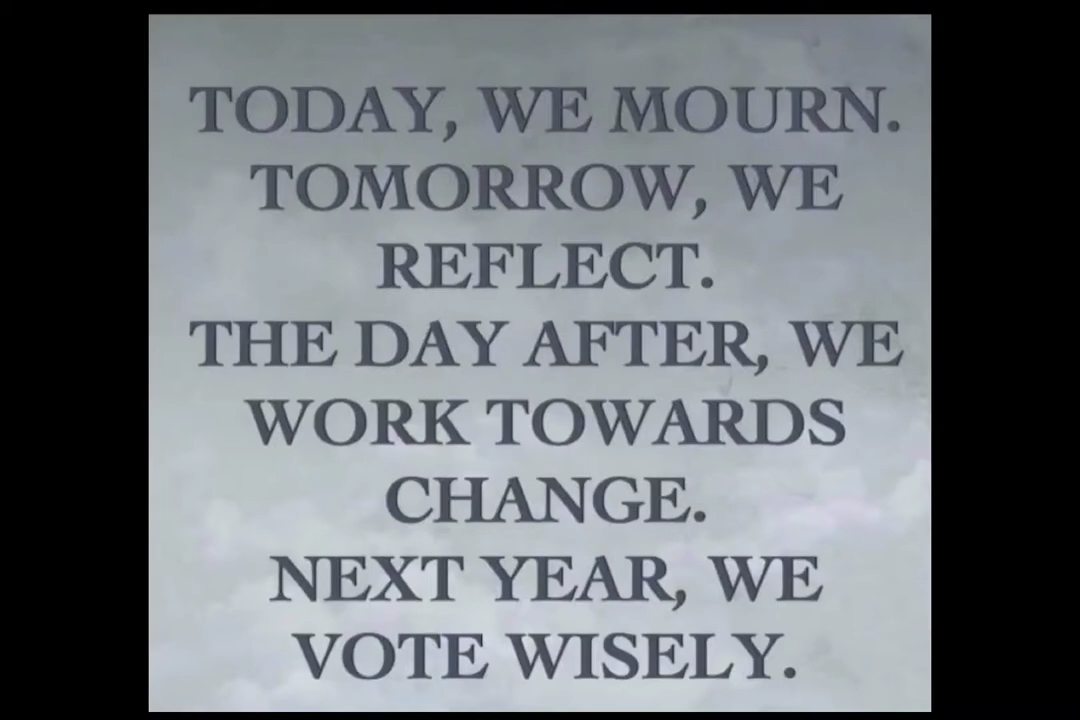 TODAY, WE MOURN.
TOMORROW, WE
REFLECT.
THE DAY AFTER, WE
WORK TOWARDS
CHANGE.
NEXT YEAR, WE
VOTE WISELY.